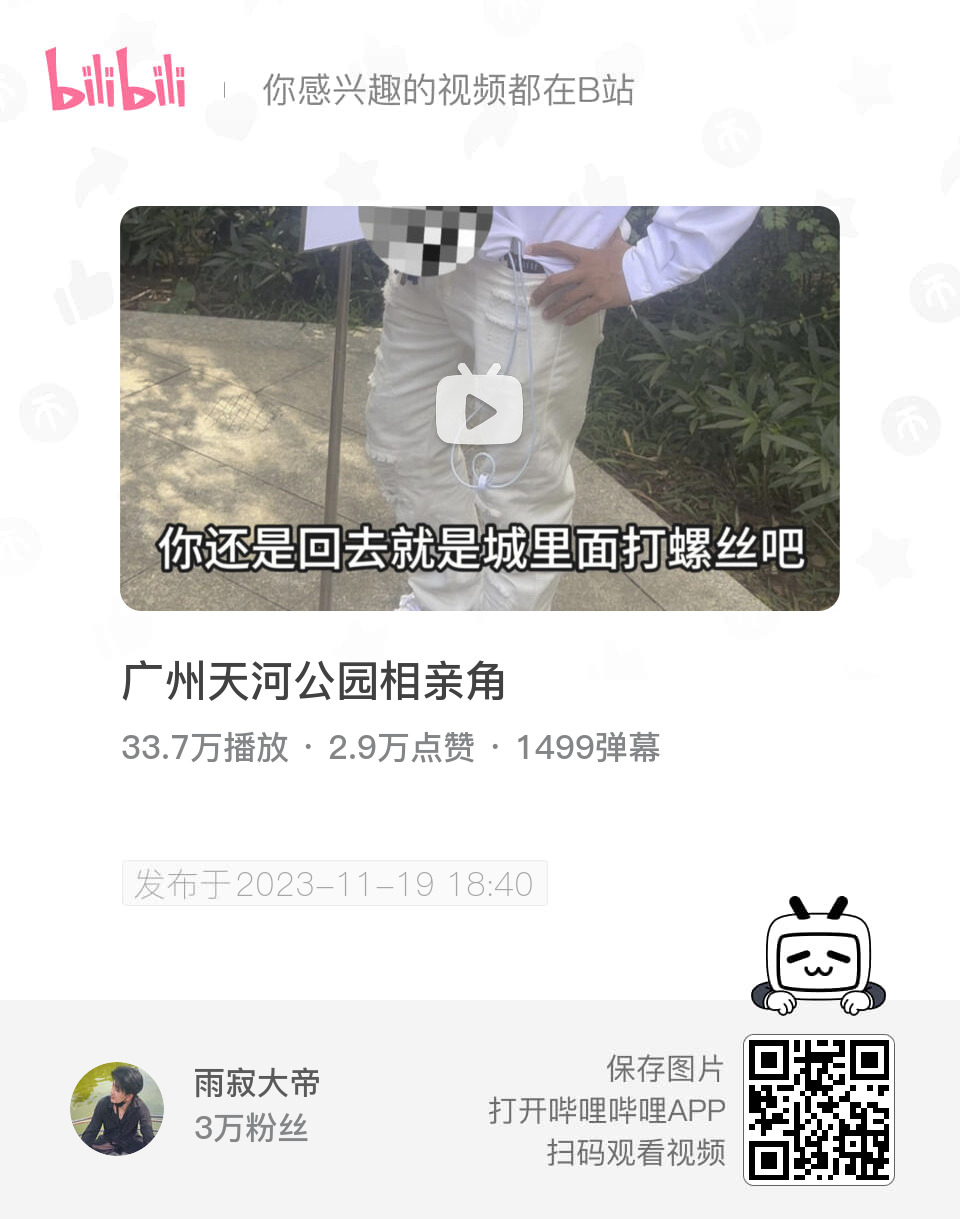 bilibili
你感兴趣的视频都在B站
你还是回去就是城里面打螺丝吧
广州天河公园相亲角
33.7万播放 · 2.9万点赞 · 1499弹幕
发布于2023-11-19 18:40
雨寂大帝
3万粉丝
保存图片
打开哔哩哔哩APP
扫码观看视频